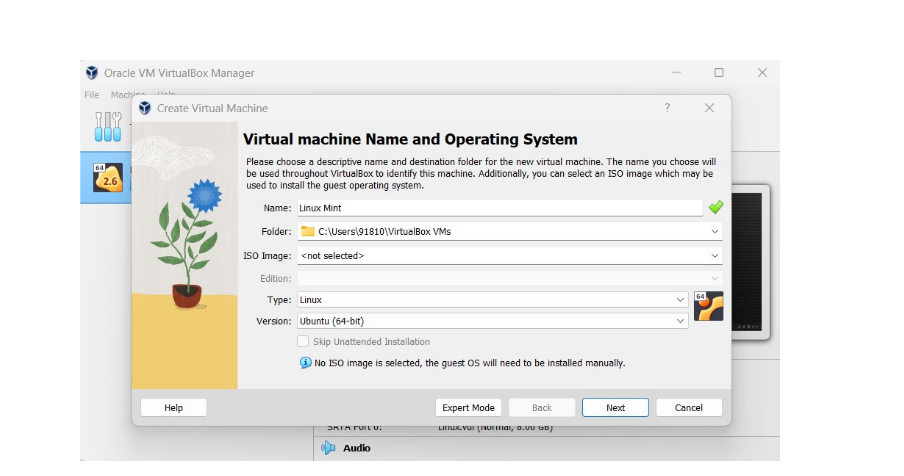 Oracle VM VirtualBox Manager
File Machine Help
Create Virtual Machine
?
64
2.6
Virtual machine Name and Operating System
Please choose a descriptive name and destination folder for the new virtual machine. The name you choose will
be used throughout VirtualBox to identify this machine. Additionally, you can select an ISO image which may be
used to install the guest operating system.
Name: Linux Mint
Folder: C:\Users\91810\VirtualBox VMs
ISO Image: <not selected>
Edition:
Type: Linux
64
Version: Ubuntu (64-bit)
Skip Unattended Installation
No ISO image is selected, the guest OS will need to be installed manually.
Help Expert Mode Back Next Cancel
SATA Port 0: Linux.vdi (Normal, 8.00 GB)
Audio